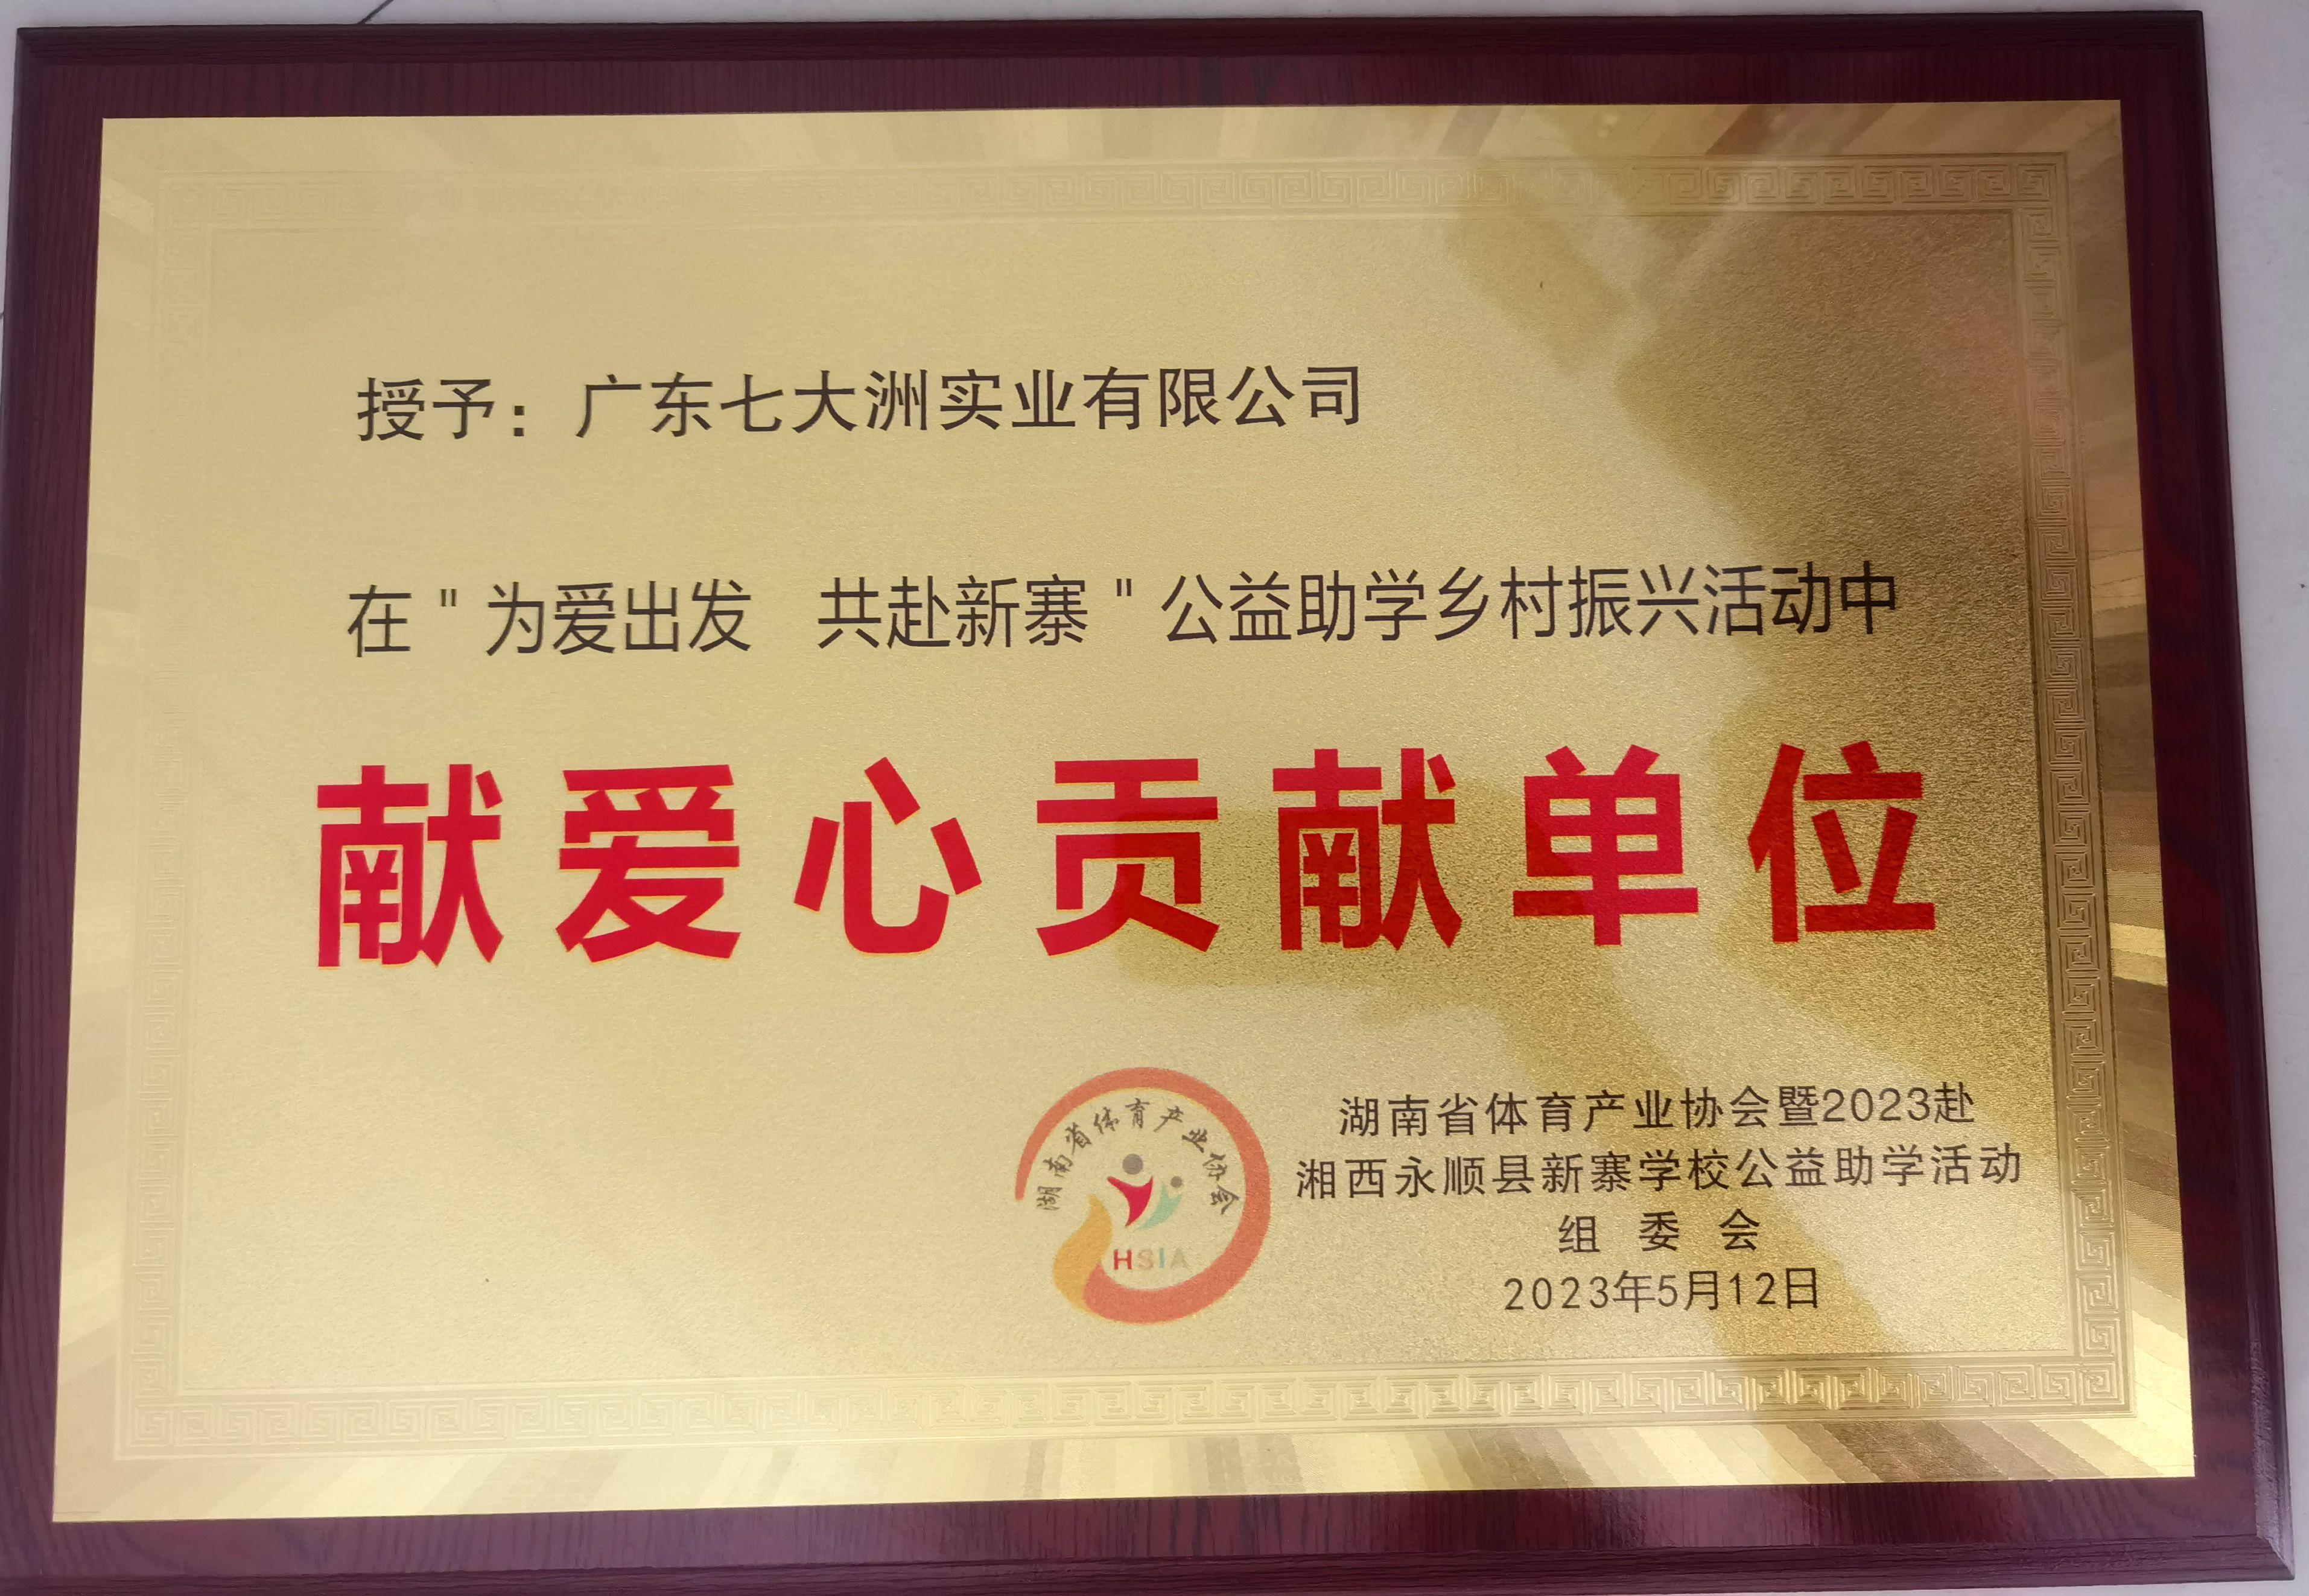 授予：广东七大洲实业有限公司
在"为爱出发 共赴新寨"公益助学乡村振兴活动中
献爱心贡献单位
湖南省体育产业协会
HSIA
湖南省体育产业协会暨2023赴
湘西永顺县新寨学校公益助学活动
组委会
2023年5月12日